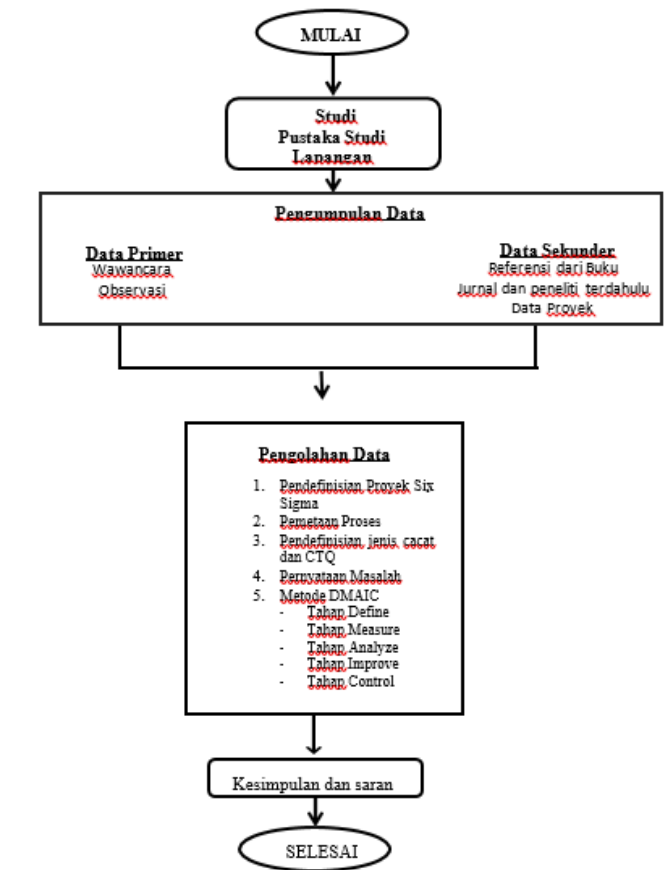 MULAI
Studi
Pustaka Studi
Lapangan
Pengumpulan Data
Data Primer
Wawancara
Observasi
Data Sekunder
Referensi dari Buku
Jurnal dan peneliti terdahulu
Data Proyek
Pengolahan Data
1. Pendefinisian Proyek Six
Sigma
2. Pemetaan Proses
3. Pendefinisian jenis cacat
dan CTQ
4. Pernyataan Masalah
5. Metode DMAIC
- Tahap Define
- Tahap Measure
- Tahap Analyze
- Tahap Improve
- Tahap Control
Kesimpulan dan saran
SELESAI